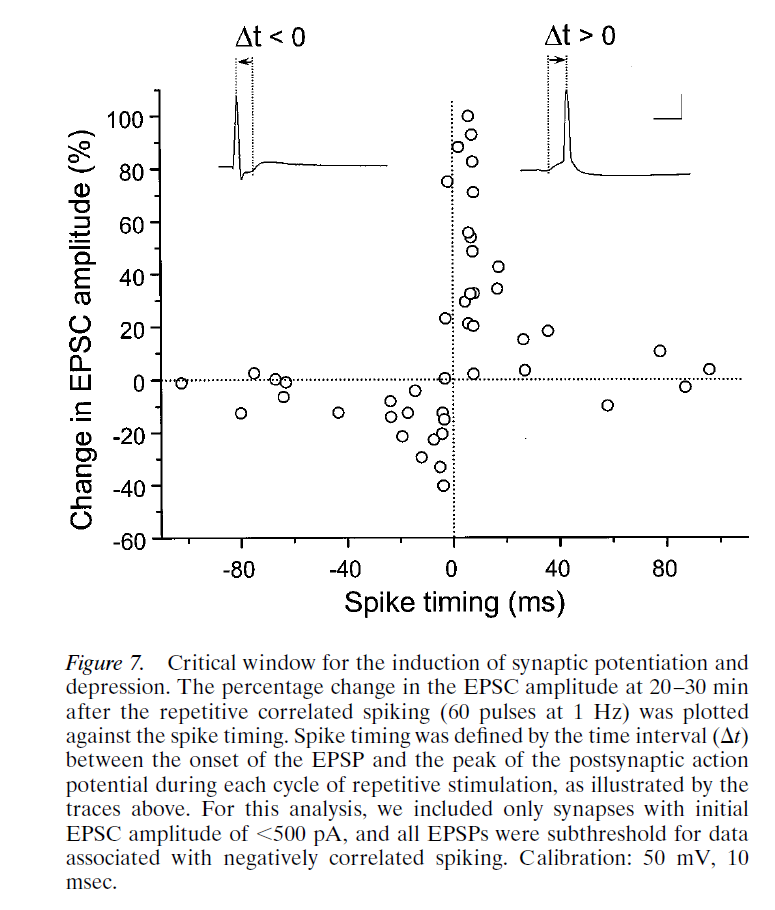 Δt < 0
Δt > 0
Change in EPSC amplitude (%)
100
80
60
40
20
0
-20
-40
-60
-80
-40
0
40
80
Spike timing (ms)
Figure 7. Critical window for the induction of synaptic potentiation and
depression. The percentage change in the EPSC amplitude at 20–30 min
after the repetitive correlated spiking (60 pulses at 1 Hz) was plotted
against the spike timing. Spike timing was defined by the time interval (Δt)
between the onset of the EPSP and the peak of the postsynaptic action
potential during each cycle of repetitive stimulation, as illustrated by the
traces above. For this analysis, we included only synapses with initial
EPSC amplitude of <500 pA, and all EPSPs were subthreshold for data
associated with negatively correlated spiking. Calibration: 50 mV, 10
msec.